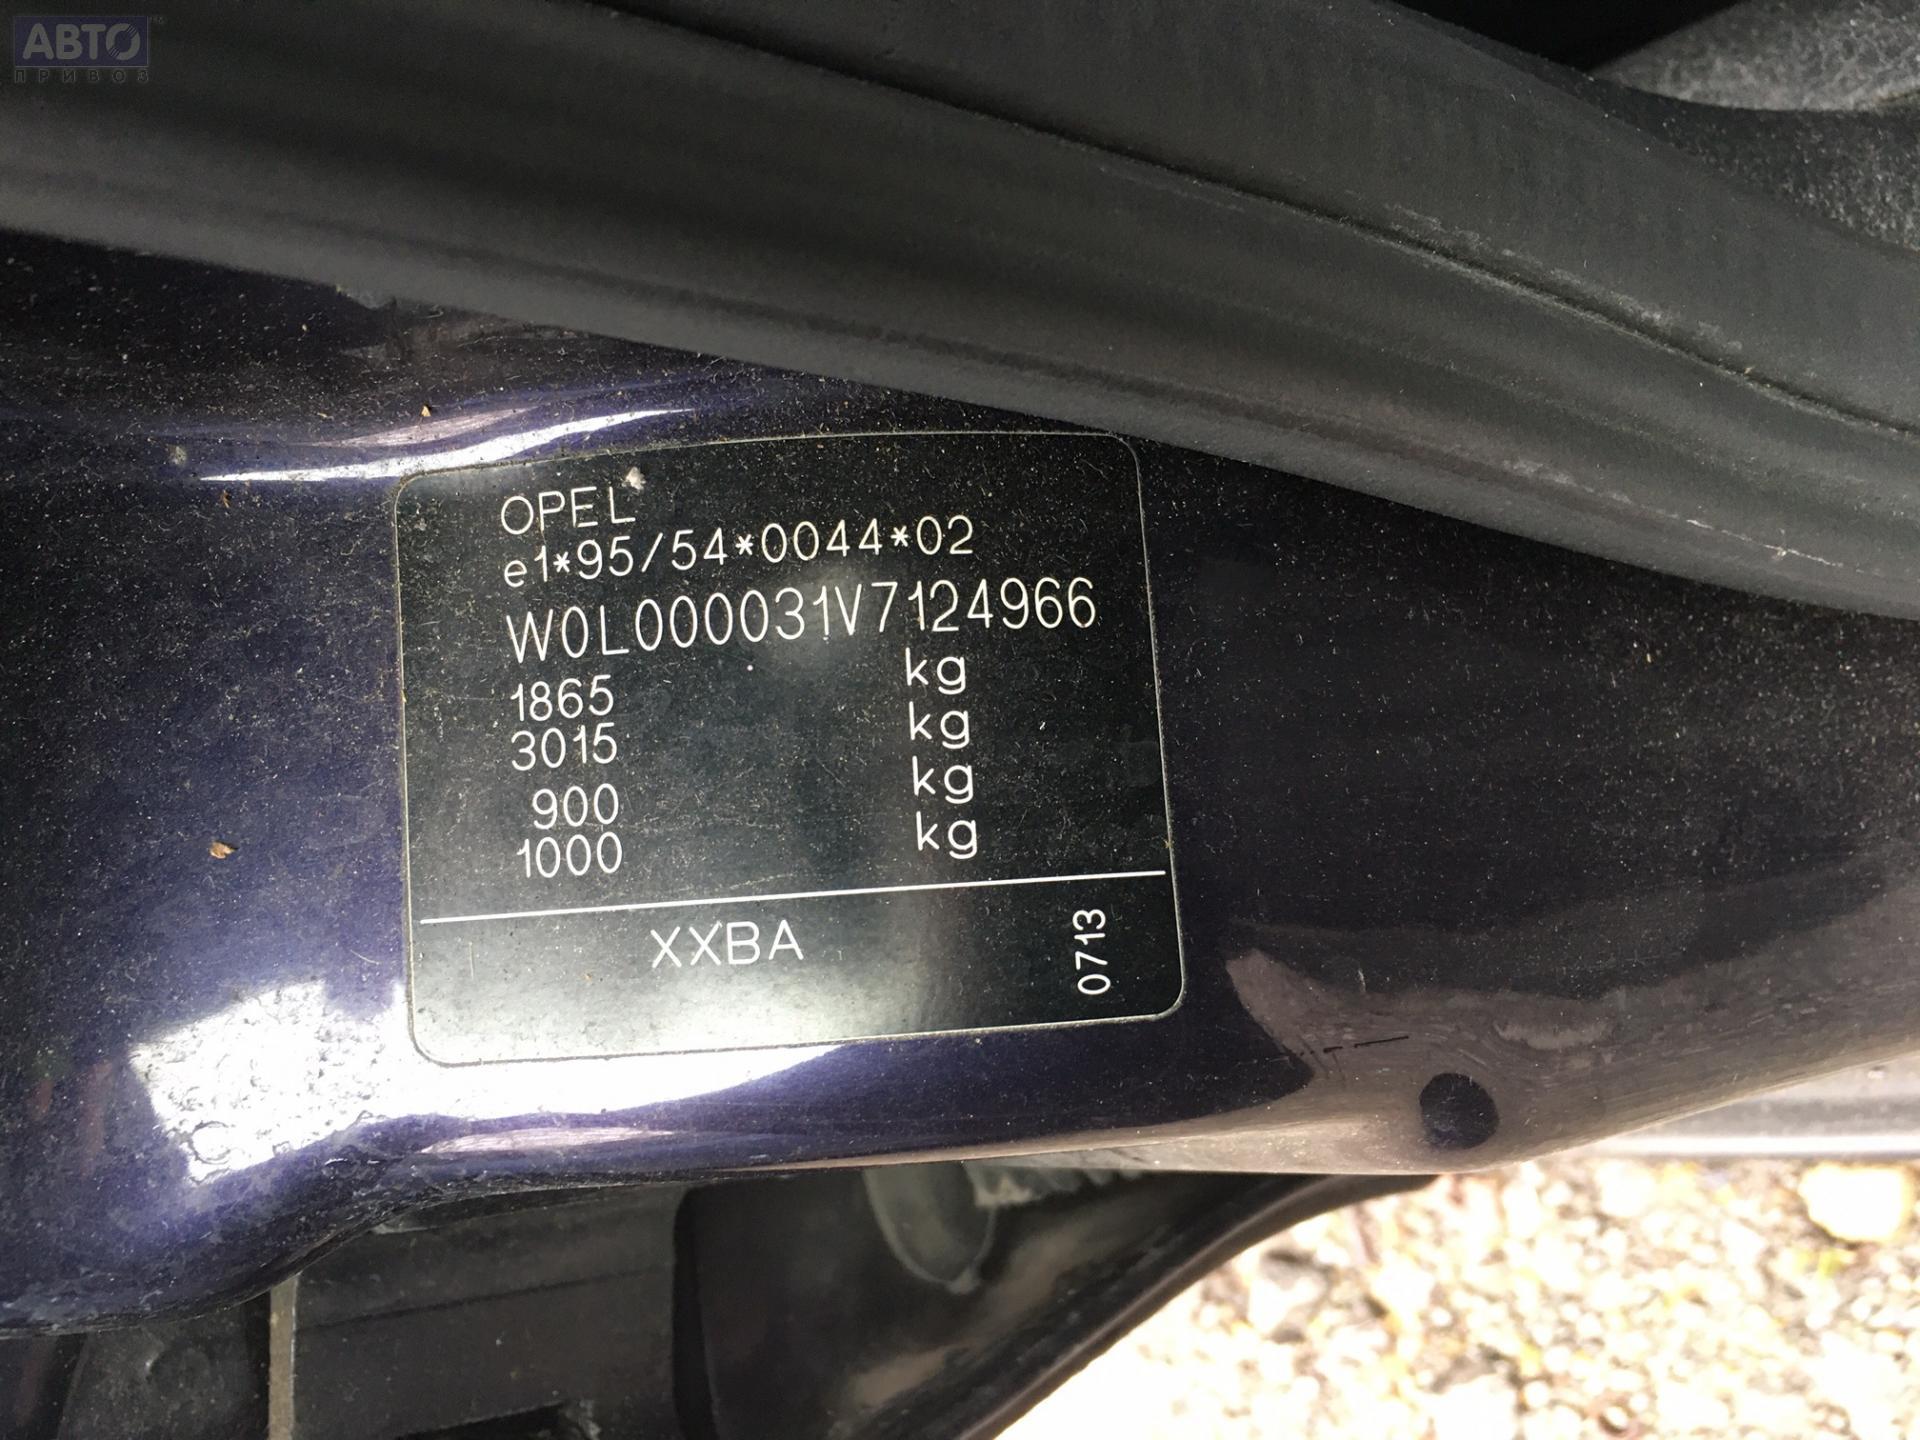 АВТО
ПРИВОЗ
OPEL
e1*95/54*0044*02
W0L000031V7124966
1865 kg
3015 kg
900 kg
1000 kg
XXBA
0713